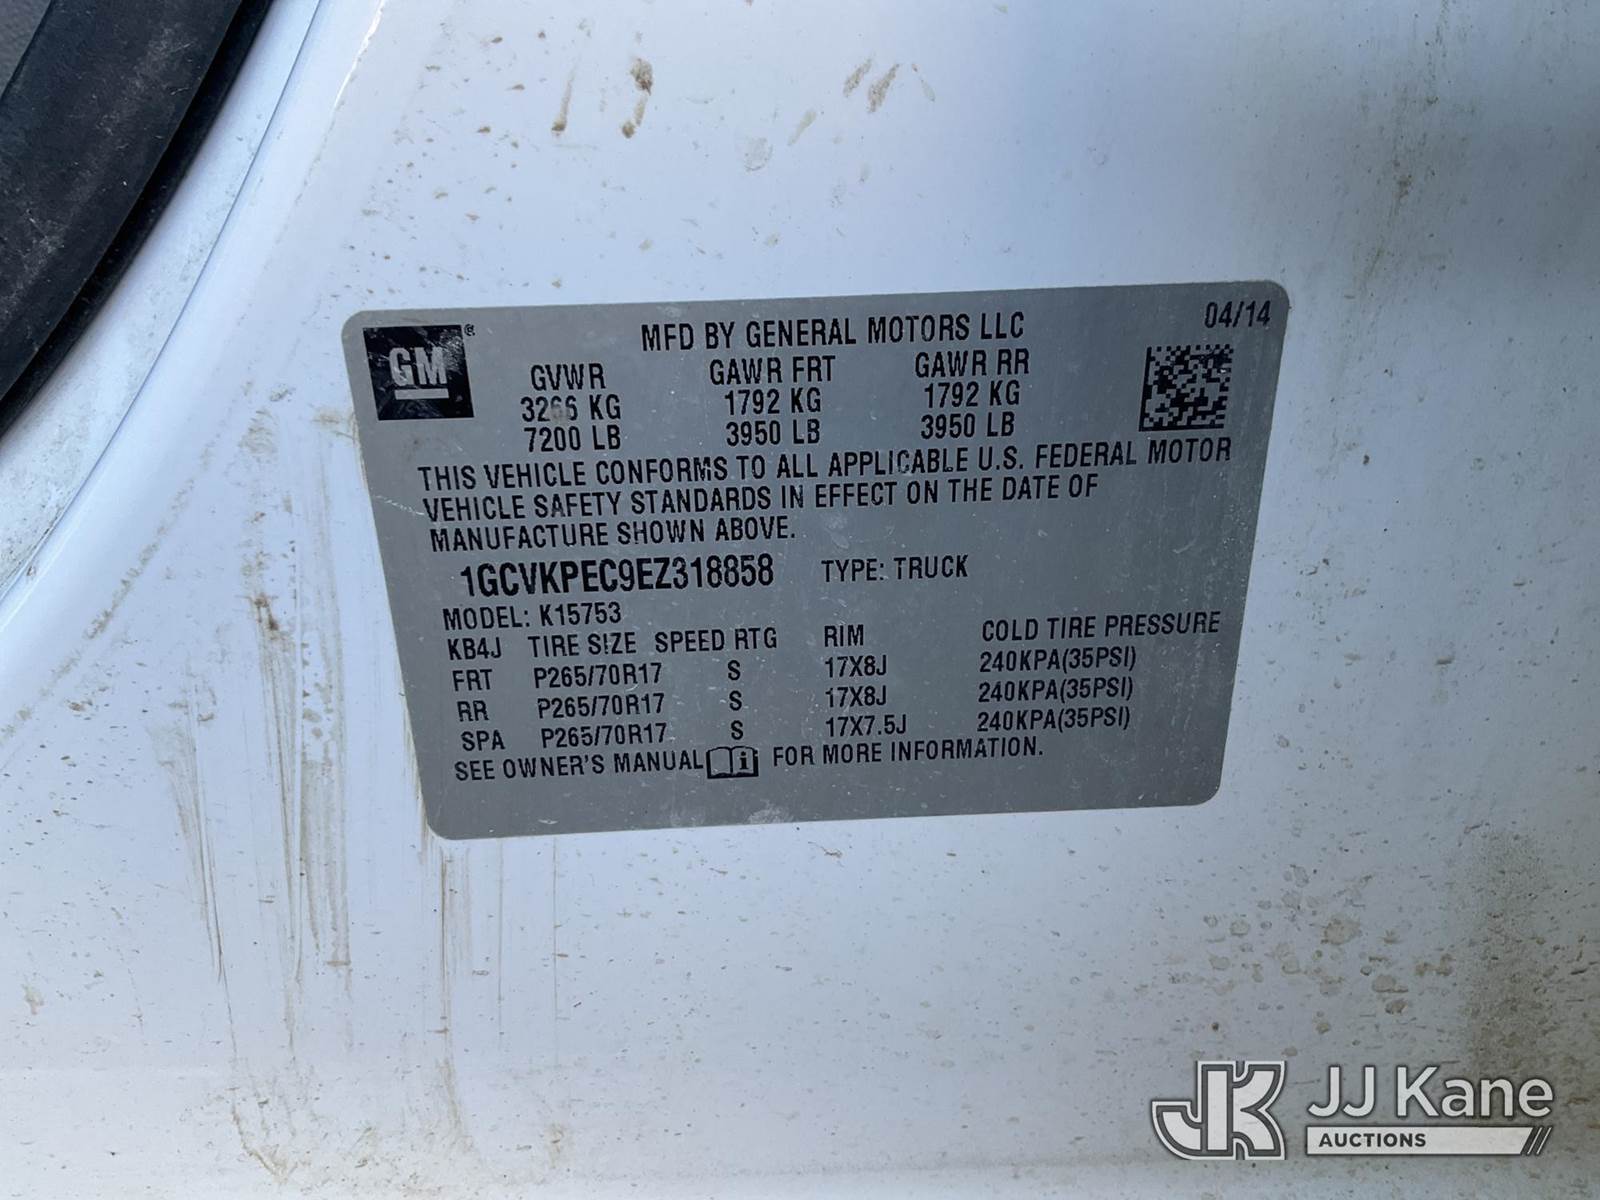 GM ®
MFD BY GENERAL MOTORS LLC 04/14
GVWR GAWR FRT GAWR RR
3266 KG 1792 KG 1792 KG
7200 LB 3950 LB 3950 LB
THIS VEHICLE CONFORMS TO ALL APPLICABLE U.S. FEDERAL MOTOR
VEHICLE SAFETY STANDARDS IN EFFECT ON THE DATE OF
MANUFACTURE SHOWN ABOVE.
1GCVKPEC9EZ318858 TYPE: TRUCK
MODEL: K15753
KB4J TIRE SIZE SPEED RTG RIM COLD TIRE PRESSURE
FRT P265/70R17 S 17X8J 240KPA(35PSI)
RR P265/70R17 S 17X8J 240KPA(35PSI)
SPA P265/70R17 S 17X7.5J 240KPA(35PSI)
SEE OWNER'S MANUAL FOR MORE INFORMATION.
JK JJ Kane
AUCTIONS